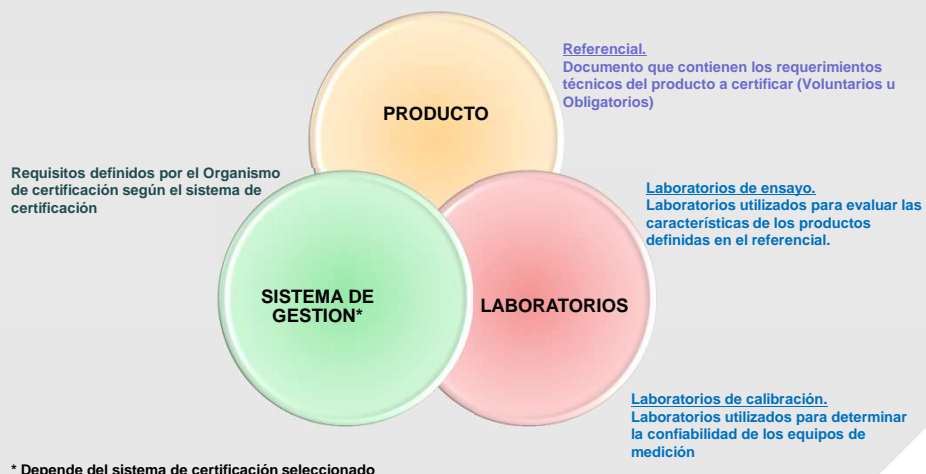 Referencial.
Documento que contienen los requerimientos
técnicos del producto a certificar (Voluntarios u
Obligatorios)
PRODUCTO
Requisitos definidos por el Organismo
de certificación según el sistema de
certificación
Laboratorios de ensayo.
Laboratorios utilizados para evaluar las
características de los productos
definidas en el referencial.
SISTEMA DE
GESTION*
LABORATORIOS
Laboratorios de calibración.
Laboratorios utilizados para determinar
la confiabilidad de los equipos de
medición
* Depende del sistema de certificación seleccionado